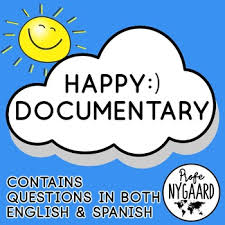 HAPPY:)
DOCUMENTARY
CONTAINS
QUESTIONS IN BOTH
ENGLISH & SPANISH
Profe
NYGAARD